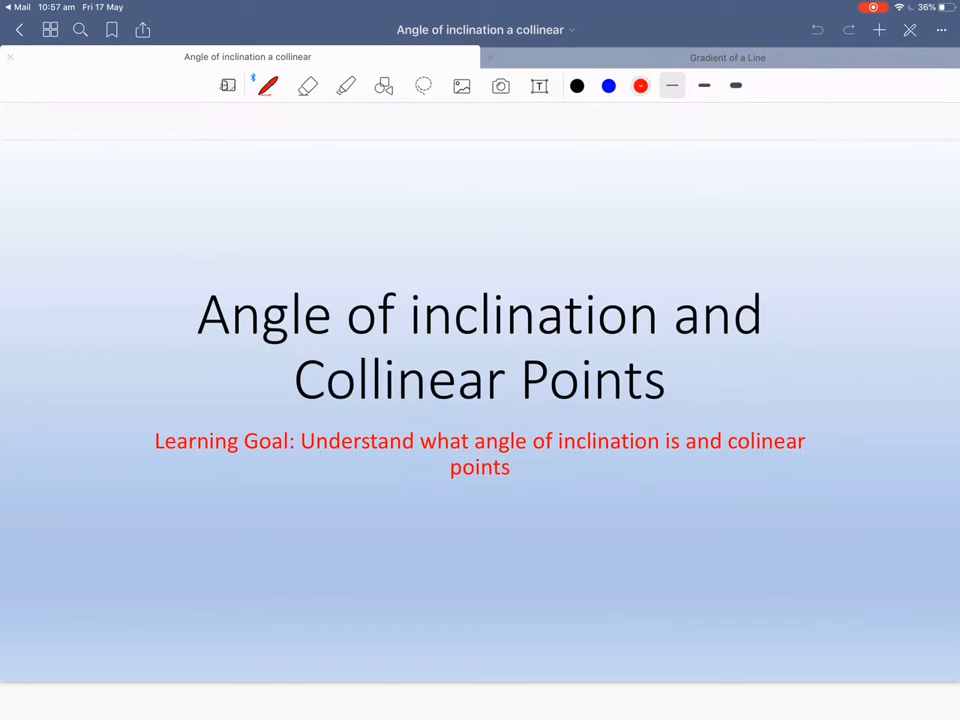 Mail 10:57 am Fri 17 May 36%
Angle of inclination a collinear
Angle of inclination a collinear Gradient of a Line
T
Angle of inclination and
Collinear Points
Learning Goal: Understand what angle of inclination is and colinear
points